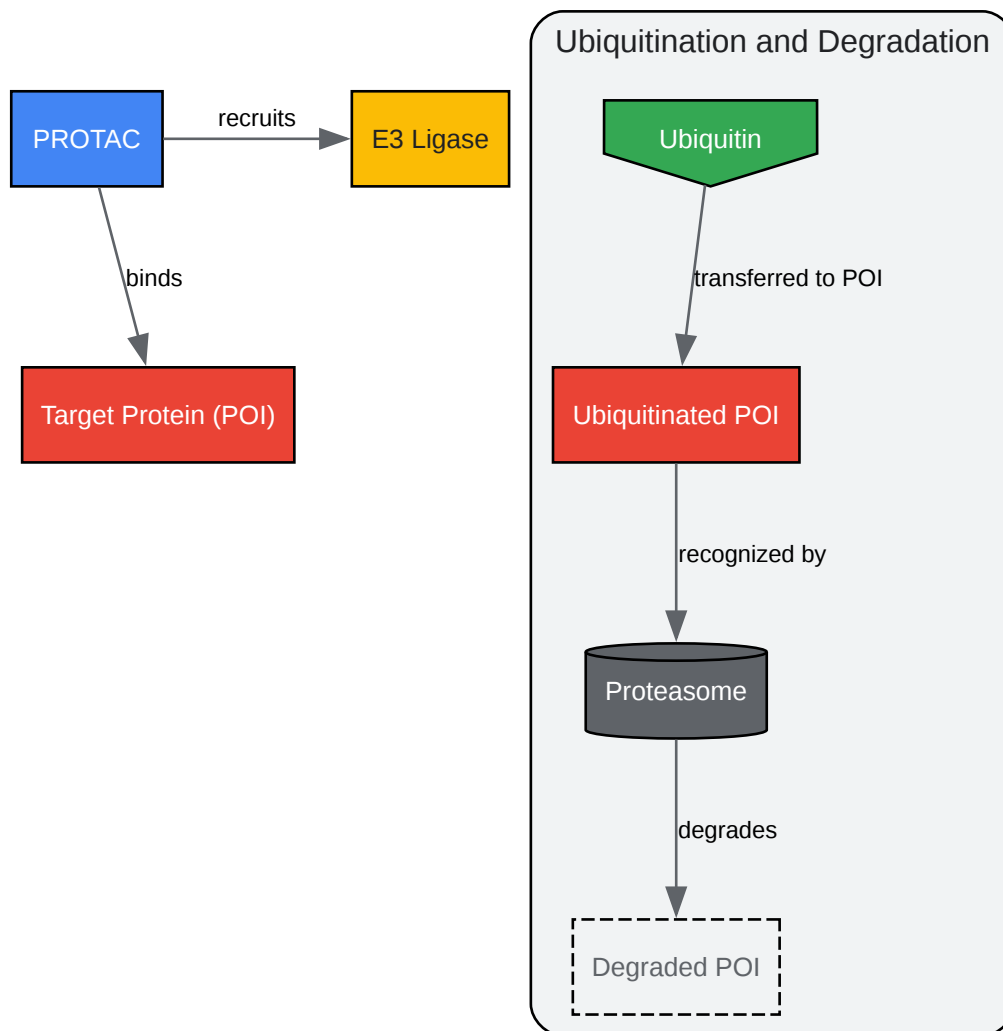 Ubiquitination and Degradation
PROTAC
recruits
E3 Ligase
Ubiquitin
binds
transferred to POI
Target Protein (POI)
Ubiquitinated POI
recognized by
Proteasome
degrades
Degraded POI